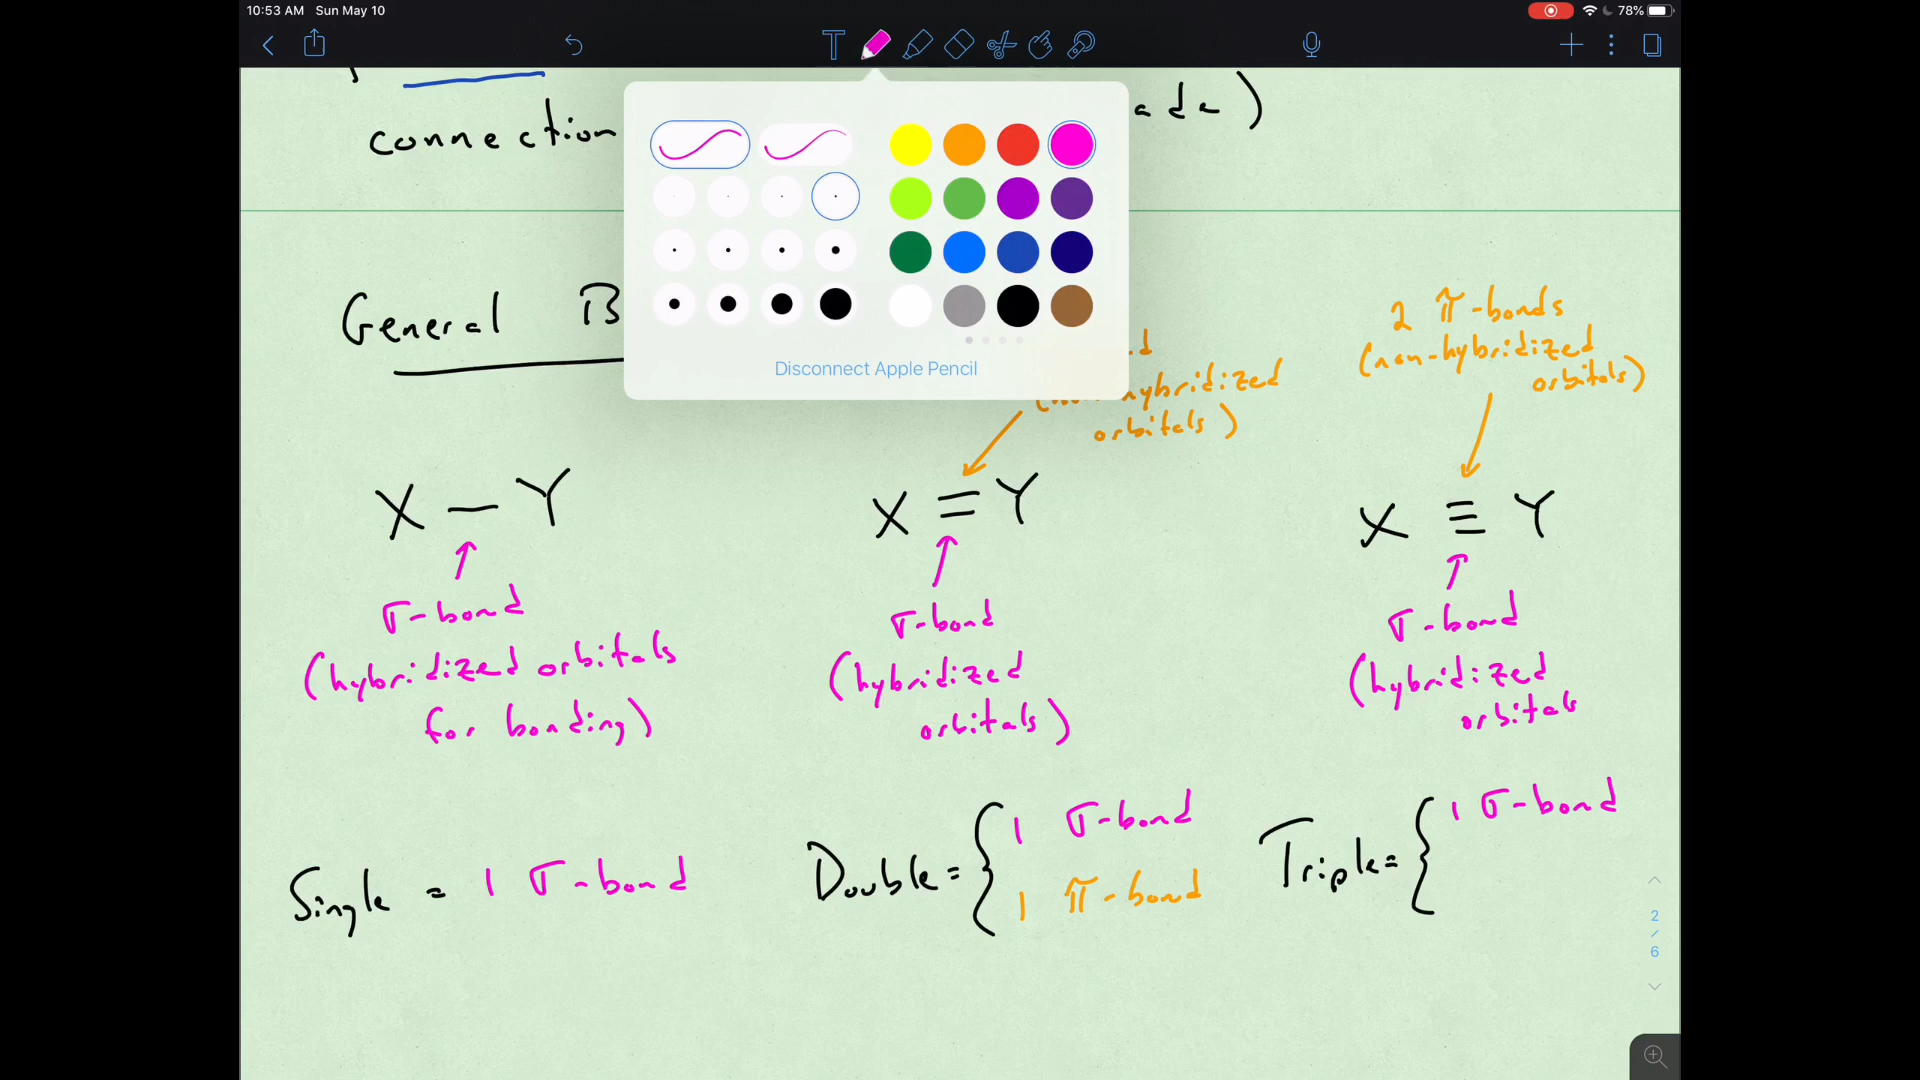 10:53 AM Sun May 10
78%
T
connection
ade)
General B
Disconnect Apple Pencil
hybridized
orbitals)
2 π-bonds
(non-hybridized
orbitals)
X — Y
X = Y
X ≡ Y
σ-bond
(hybridized orbitals
for bonding)
σ-bond
(hybridized
orbitals)
σ-bond
(hybridized
orbitals
Single = 1 σ-bond
Double = { 1 σ-bond
1 π-bond
Triple = { 1 σ-bond
2
/
6